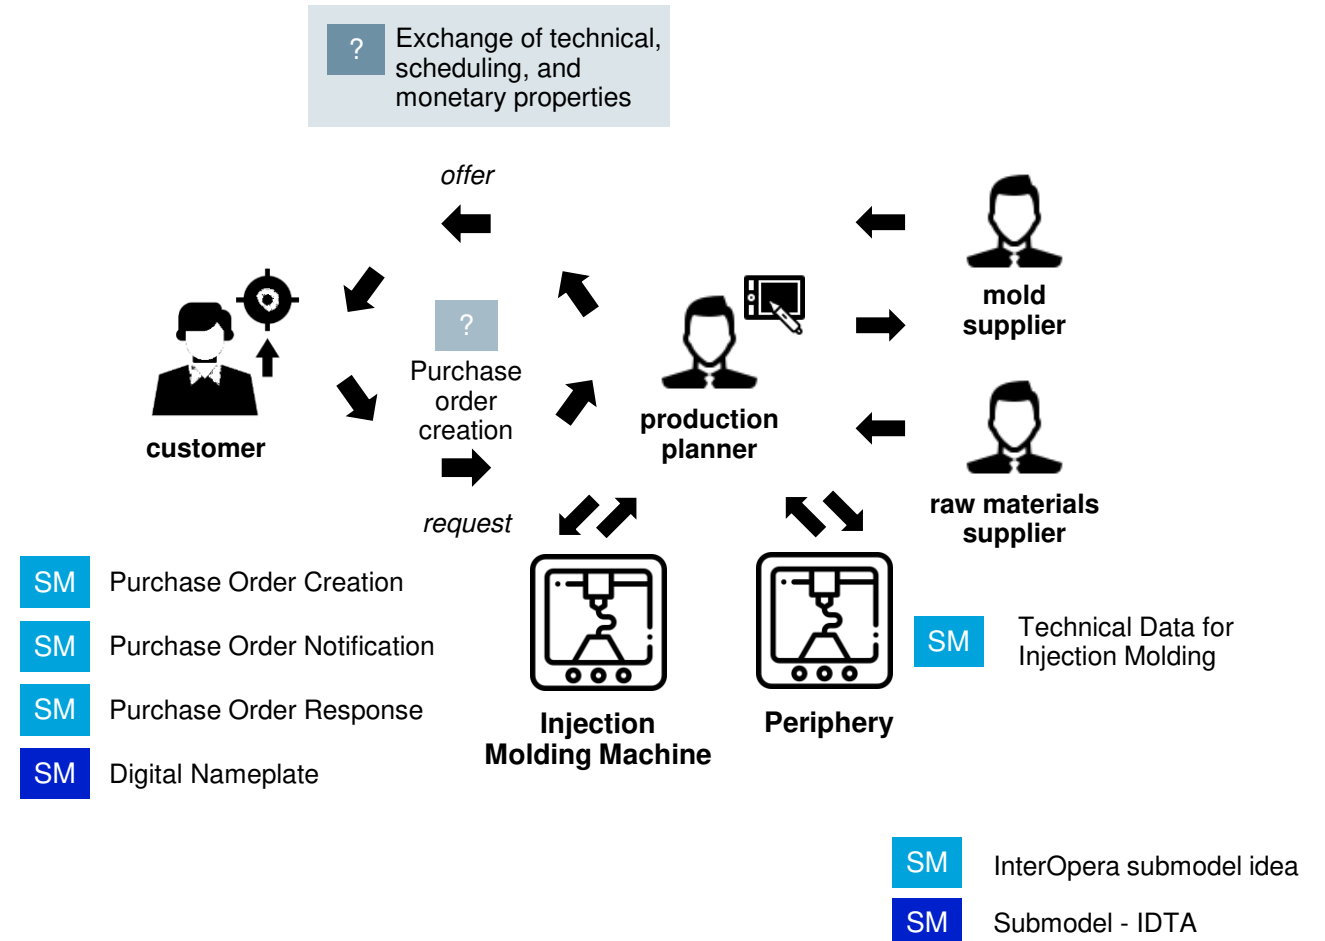 ?
Exchange of technical,
scheduling, and
monetary properties
offer
?
Purchase
order
creation
request
customer
production
planner
mold
supplier
raw materials
supplier
SM Purchase Order Creation
SM Purchase Order Notification
SM Purchase Order Response
SM Digital Nameplate
Injection
Molding Machine
Periphery
SM
Technical Data for
Injection Molding
SM InterOpera submodel idea
SM Submodel - IDTA